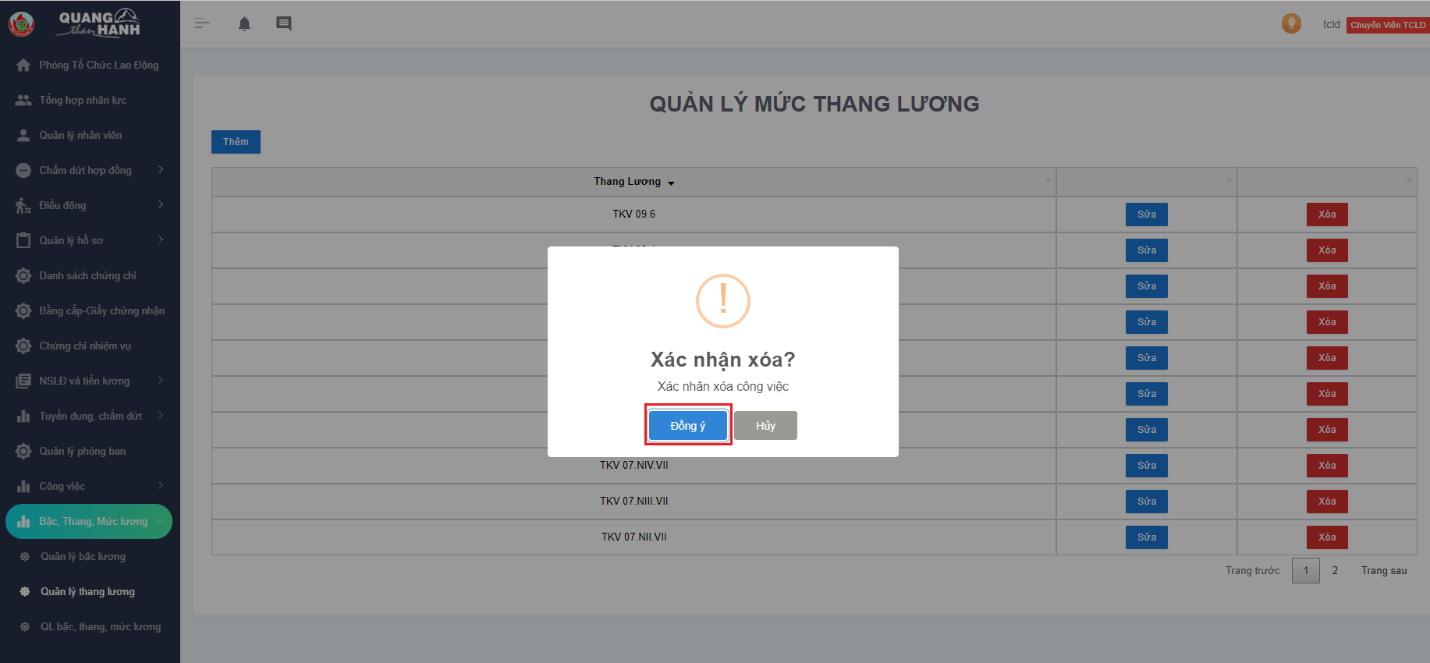 QUANG
than HANH
tcld
Chuyên Viên TCLD
Phòng Tổ Chức Lao Động
Tổng hợp nhân lực
Quản lý nhân viên
Chấm dứt hợp đồng
Điều động
Quản lý hồ sơ
Danh sách chứng chỉ
Bằng cấp-Giấy chứng nhận
Chứng chỉ nhiệm vụ
NSLĐ và tiền lương
Tuyển dụng, chấm dứt
Quản lý phòng ban
Công việc
Bậc, Thang, Mức lương
Quản lý bậc lương
Quản lý thang lương
QL bậc, thang, mức lương
QUẢN LÝ MỨC THANG LƯƠNG
Thêm
Thang Lương
TKV 09.6 Sửa Xóa
Sửa Xóa
Sửa Xóa
Sửa Xóa
Sửa Xóa
Sửa Xóa
Sửa Xóa
TKV 07.NIV.VII Sửa Xóa
TKV 07.NIII.VII Sửa Xóa
TKV 07.NII.VII Sửa Xóa
Trang trước 1 2 Trang sau
!
Xác nhận xóa?
Xác nhân xóa công việc
Đồng ý Hủy